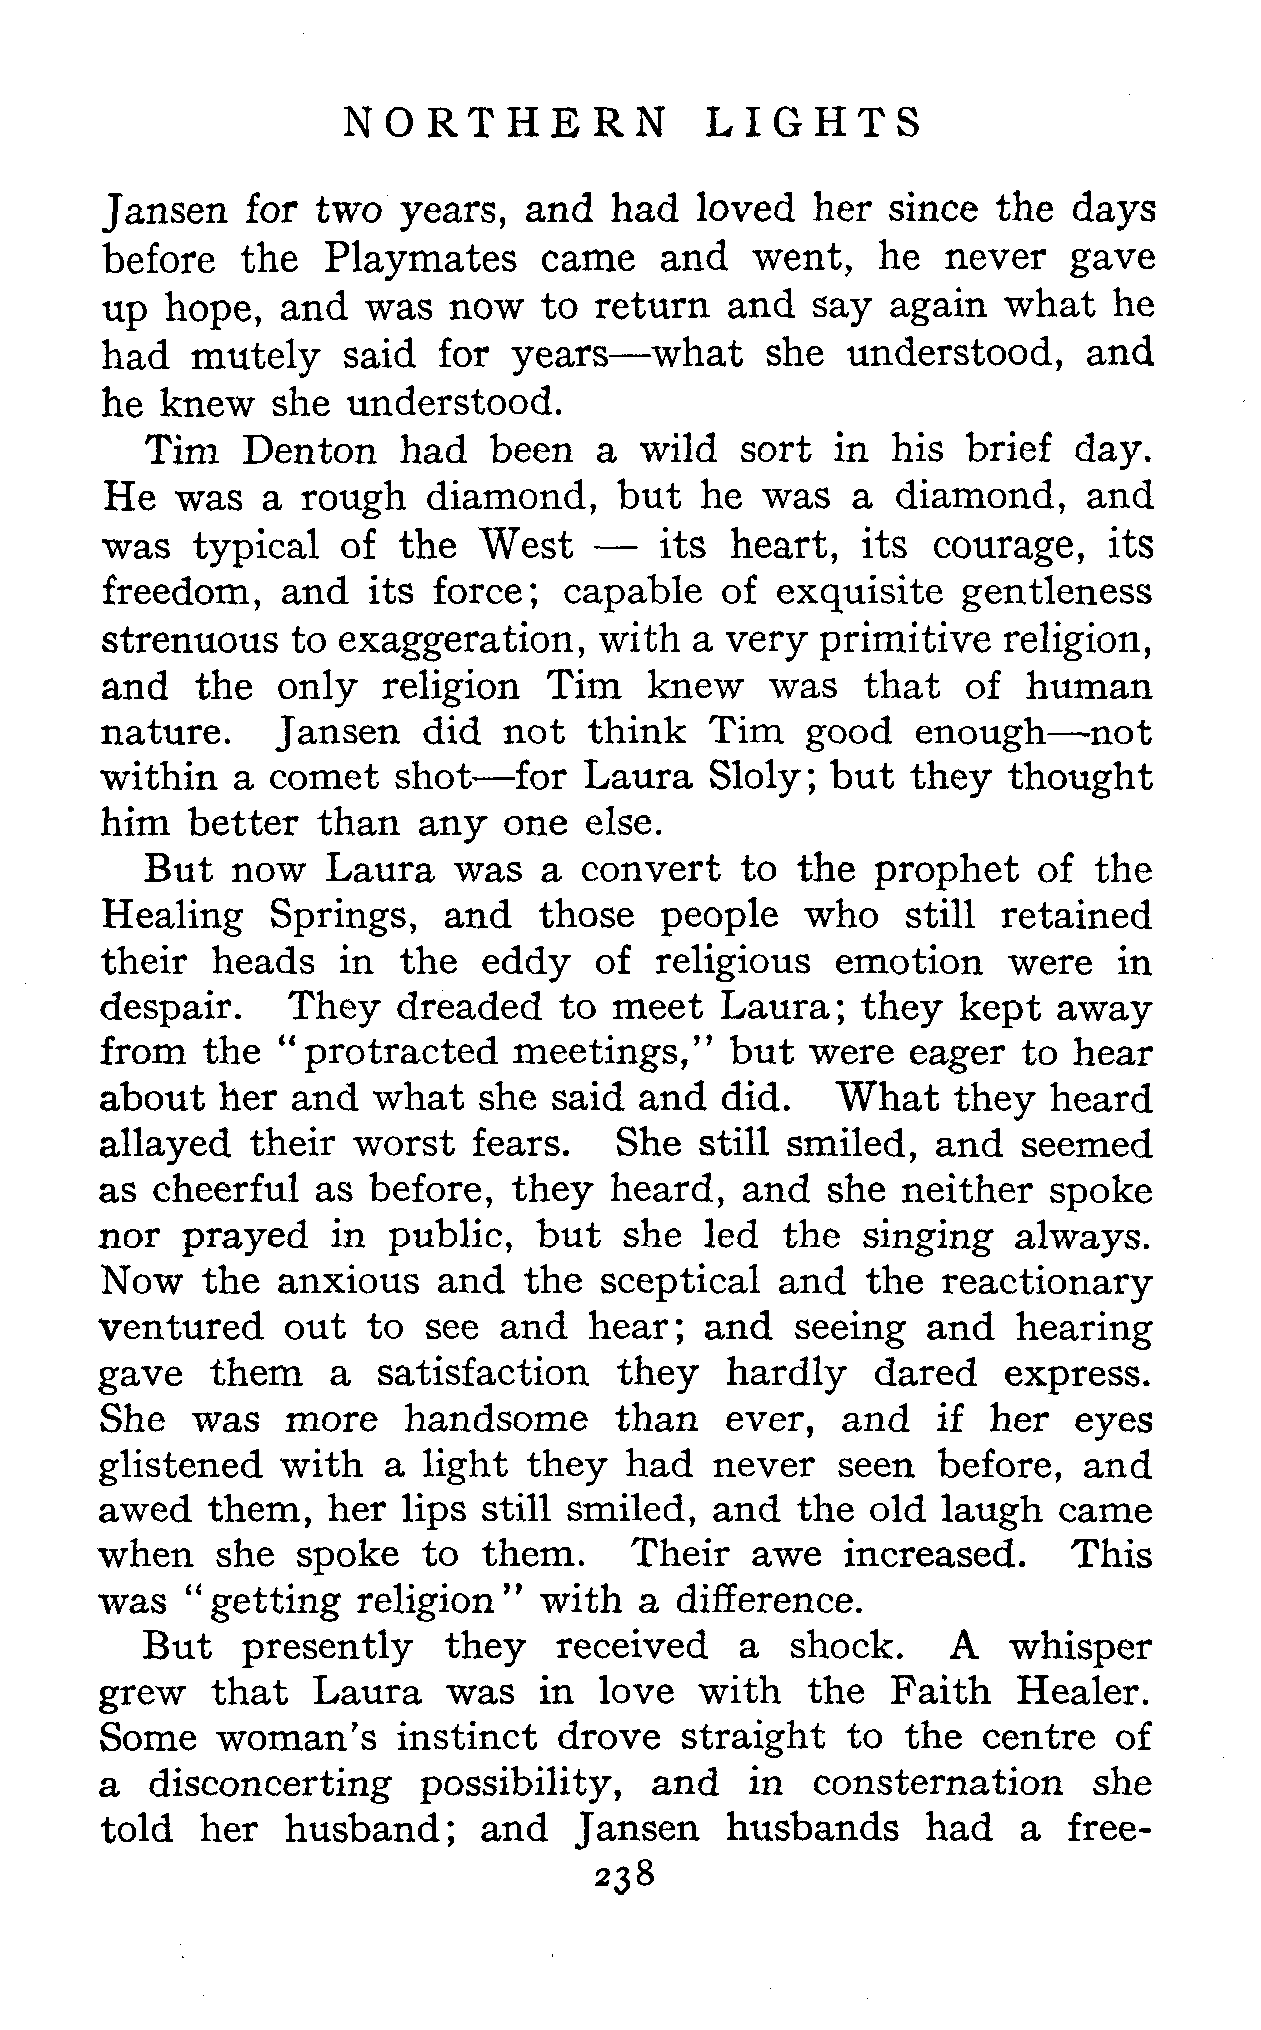 NORTHERN LIGHTS
Jansen for two years, and had loved her since the days
before the Playmates came and went, he never gave
up hope, and was now to return and say again what he
had mutely said for years—what she understood, and
he knew she understood.
Tim Denton had been a wild sort in his brief day.
He was a rough diamond, but he was a diamond, and
was typical of the West — its heart, its courage, its
freedom, and its force; capable of exquisite gentleness
strenuous to exaggeration, with a very primitive religion,
and the only religion Tim knew was that of human
nature. Jansen did not think Tim good enough—not
within a comet shot—for Laura Sloly; but they thought
him better than any one else.
But now Laura was a convert to the prophet of the
Healing Springs, and those people who still retained
their heads in the eddy of religious emotion were in
despair. They dreaded to meet Laura; they kept away
from the "protracted meetings," but were eager to hear
about her and what she said and did. What they heard
allayed their worst fears. She still smiled, and seemed
as cheerful as before, they heard, and she neither spoke
nor prayed in public, but she led the singing always.
Now the anxious and the sceptical and the reactionary
ventured out to see and hear; and seeing and hearing
gave them a satisfaction they hardly dared express.
She was more handsome than ever, and if her eyes
glistened with a light they had never seen before, and
awed them, her lips still smiled, and the old laugh came
when she spoke to them. Their awe increased. This
was "getting religion" with a difference.
But presently they received a shock. A whisper
grew that Laura was in love with the Faith Healer.
Some woman's instinct drove straight to the centre of
a disconcerting possibility, and in consternation she
told her husband; and Jansen husbands had a free-
238